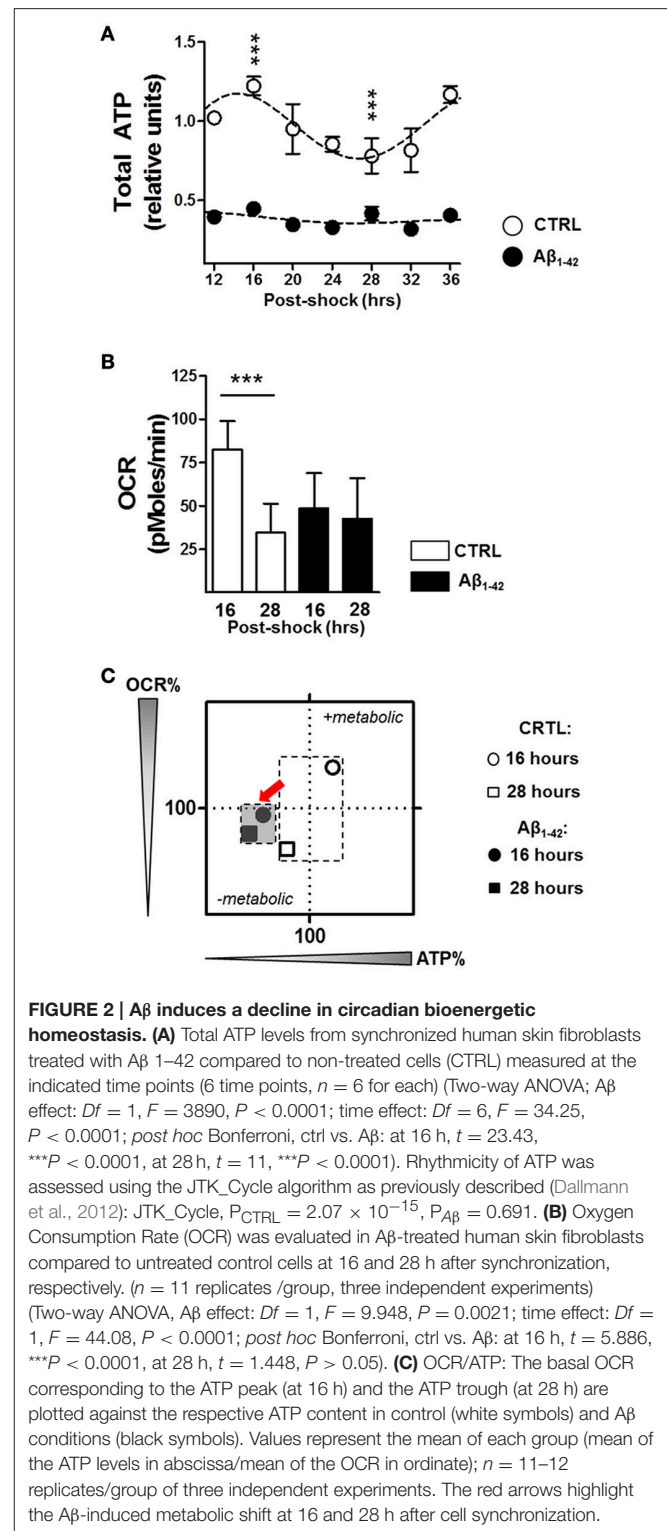 A
Total ATP
(relative units)
1.5
1.0
0.5
***
***
12 16 20 24 28 32 36
Post-shock (hrs)
CTRL
Aβ1-42
B
OCR
(pMoles/min)
125
100
75
50
25
***
16 28 16 28
Post-shock (hrs)
CTRL
Aβ1-42
C
OCR%
+metabolic
100
-metabolic
100
ATP%
CRTL:
16 hours
28 hours
Aβ1-42:
16 hours
28 hours
FIGURE 2 | Aβ induces a decline in circadian bioenergetic
homeostasis. (A) Total ATP levels from synchronized human skin fibroblasts
treated with Aβ 1–42 compared to non-treated cells (CTRL) measured at the
indicated time points (6 time points, n = 6 for each) (Two-way ANOVA; Aβ
effect: Df = 1, F = 3890, P < 0.0001; time effect: Df = 6, F = 34.25,
P < 0.0001; post hoc Bonferroni, ctrl vs. Aβ: at 16 h, t = 23.43,
***P < 0.0001, at 28 h, t = 11, ***P < 0.0001). Rhythmicity of ATP was
assessed using the JTK_Cycle algorithm as previously described (Dallmann
et al., 2012): JTK_Cycle, PCTRL = 2.07 × 10−15, PAβ = 0.691. (B) Oxygen
Consumption Rate (OCR) was evaluated in Aβ-treated human skin fibroblasts
compared to untreated control cells at 16 and 28 h after synchronization,
respectively. (n = 11 replicates /group, three independent experiments)
(Two-way ANOVA, Aβ effect: Df = 1, F = 9.948, P = 0.0021; time effect: Df =
1, F = 44.08, P < 0.0001; post hoc Bonferroni, ctrl vs. Aβ: at 16 h, t = 5.886,
***P < 0.0001, at 28 h, t = 1.448, P > 0.05). (C) OCR/ATP: The basal OCR
corresponding to the ATP peak (at 16 h) and the ATP trough (at 28 h) are
plotted against the respective ATP content in control (white symbols) and Aβ
conditions (black symbols). Values represent the mean of each group (mean of
the ATP levels in abscissa/mean of the OCR in ordinate); n = 11–12
replicates/group of three independent experiments. The red arrows highlight
the Aβ-induced metabolic shift at 16 and 28 h after cell synchronization.